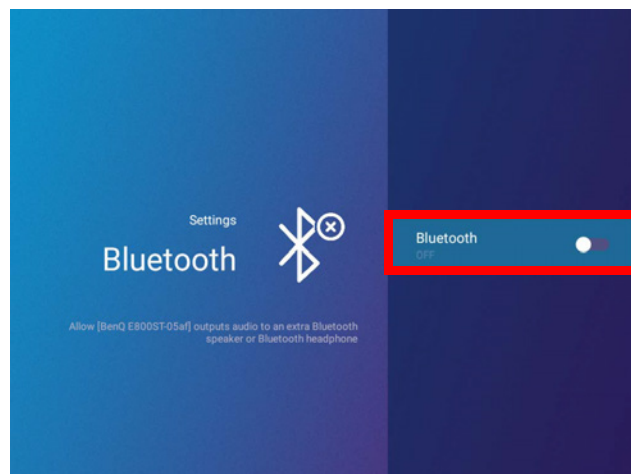 Settings
Bluetooth
Allow [BenQ E800ST-05af] outputs audio to an extra Bluetooth
speaker or Bluetooth headphone
Bluetooth
OFF